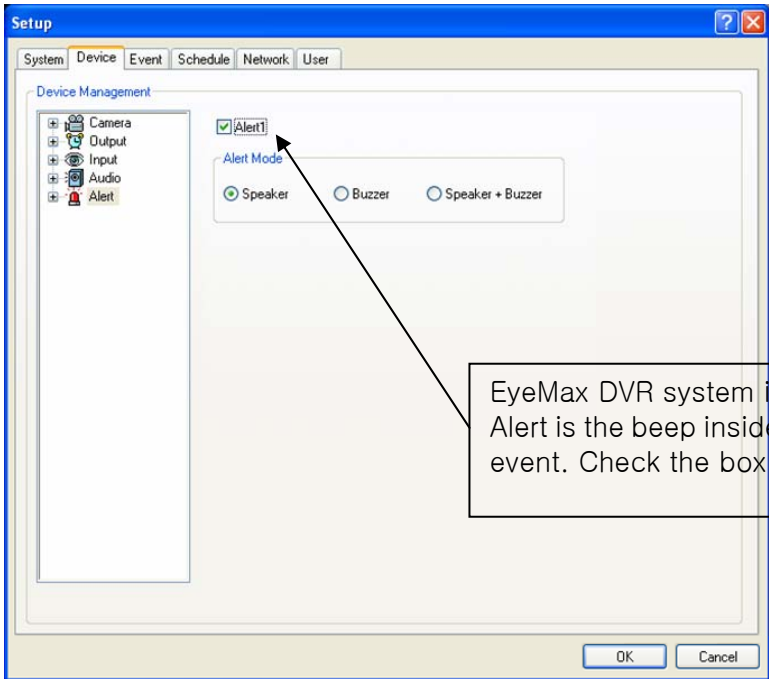 Setup
System Device Event Schedule Network User
Device Management
Camera
Output
Input
Audio
Alert
Alert1
Alert Mode
Speaker Buzzer Speaker + Buzzer
EyeMax DVR system i
Alert is the beep insid
event. Check the box
OK Cancel